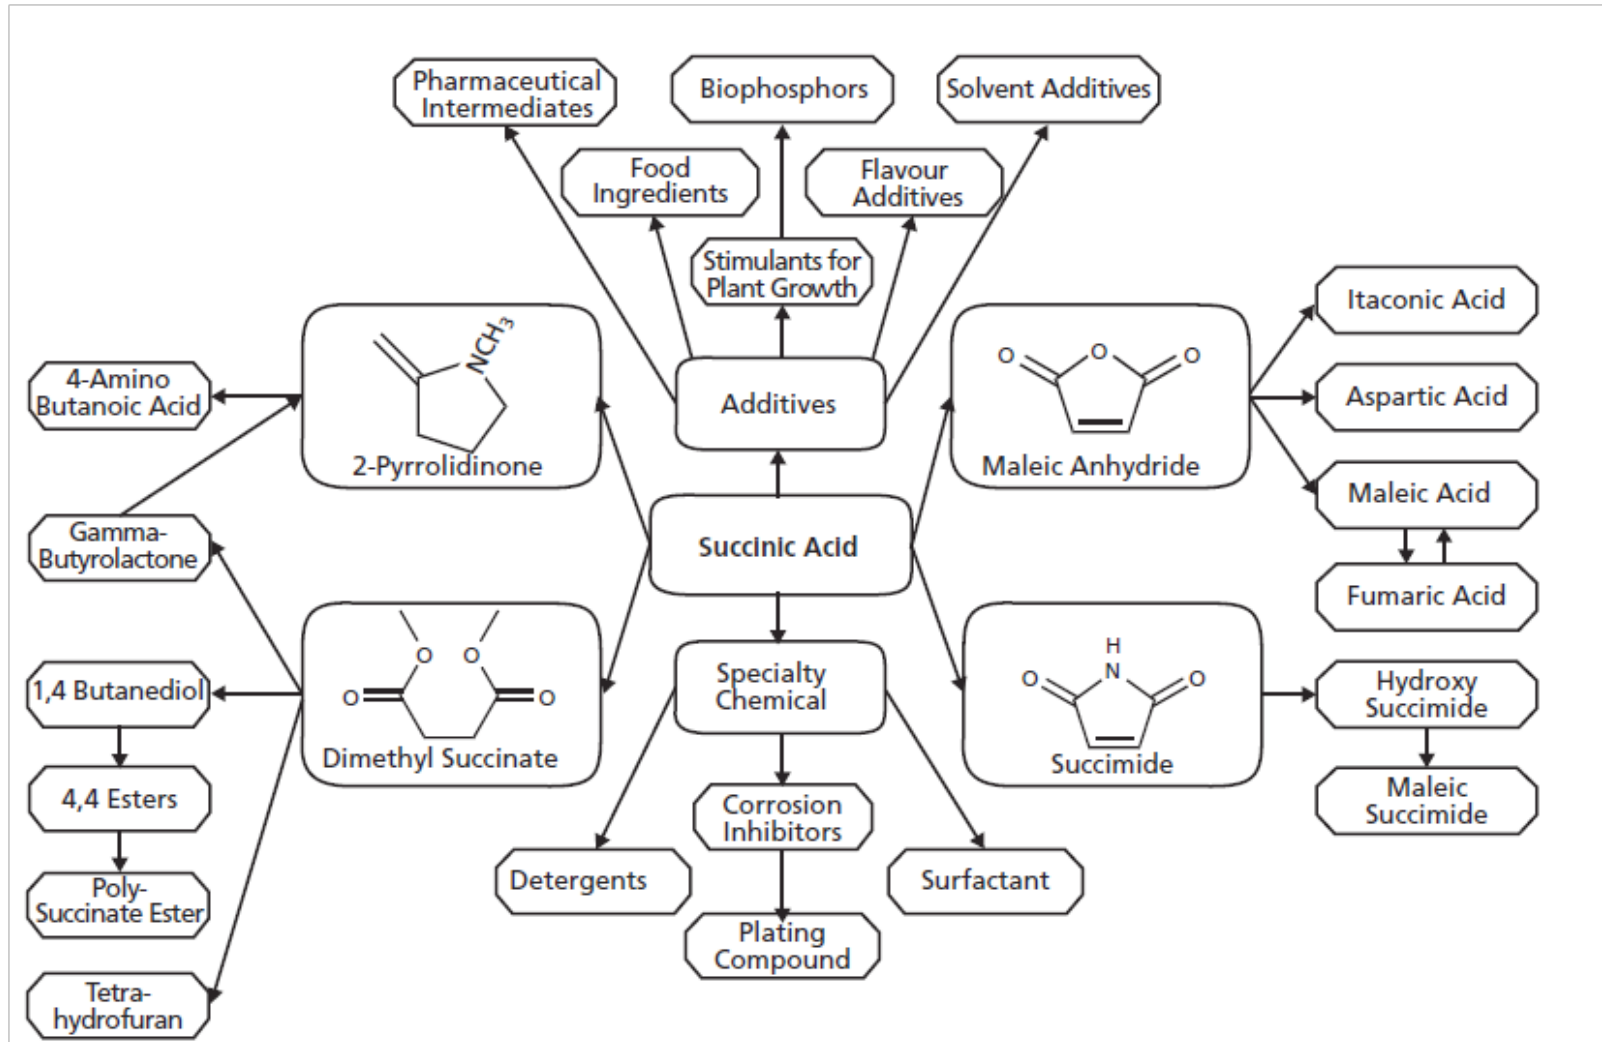 Pharmaceutical
Intermediates
Biophosphors
Solvent Additives
Food
Ingredients
Flavour
Additives
Stimulants for
Plant Growth
NCH3
2-Pyrrolidinone
Additives
O
O
O
Maleic Anhydride
Itaconic Acid
Aspartic Acid
Maleic Acid
Fumaric Acid
4-Amino
Butanoic Acid
Gamma-
Butyrolactone
Succinic Acid
O
O
O
O
Dimethyl Succinate
1,4 Butanediol
4,4 Esters
Poly-
Succinate Ester
Tetra-
hydrofuran
Specialty
Chemical
Detergents
Corrosion
Inhibitors
Plating
Compound
Surfactant
H
N
O
O
Succimide
Hydroxy
Succimide
Maleic
Succimide